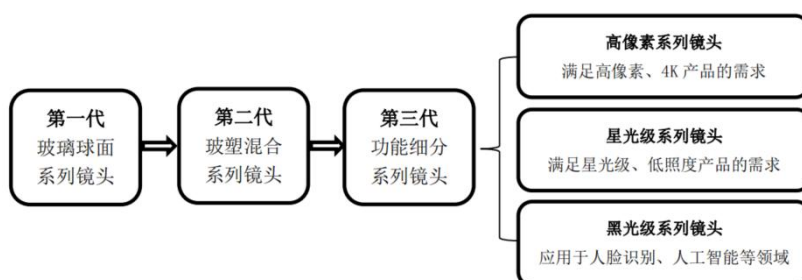 第一代
玻璃球面
系列镜头
第二代
玻塑混合
系列镜头
第三代
功能细分
系列镜头
高像素系列镜头
满足高像素、4K 产品的需求
星光级系列镜头
满足星光级、低照度产品的需求
黑光级系列镜头
应用于人脸识别、人工智能等领域